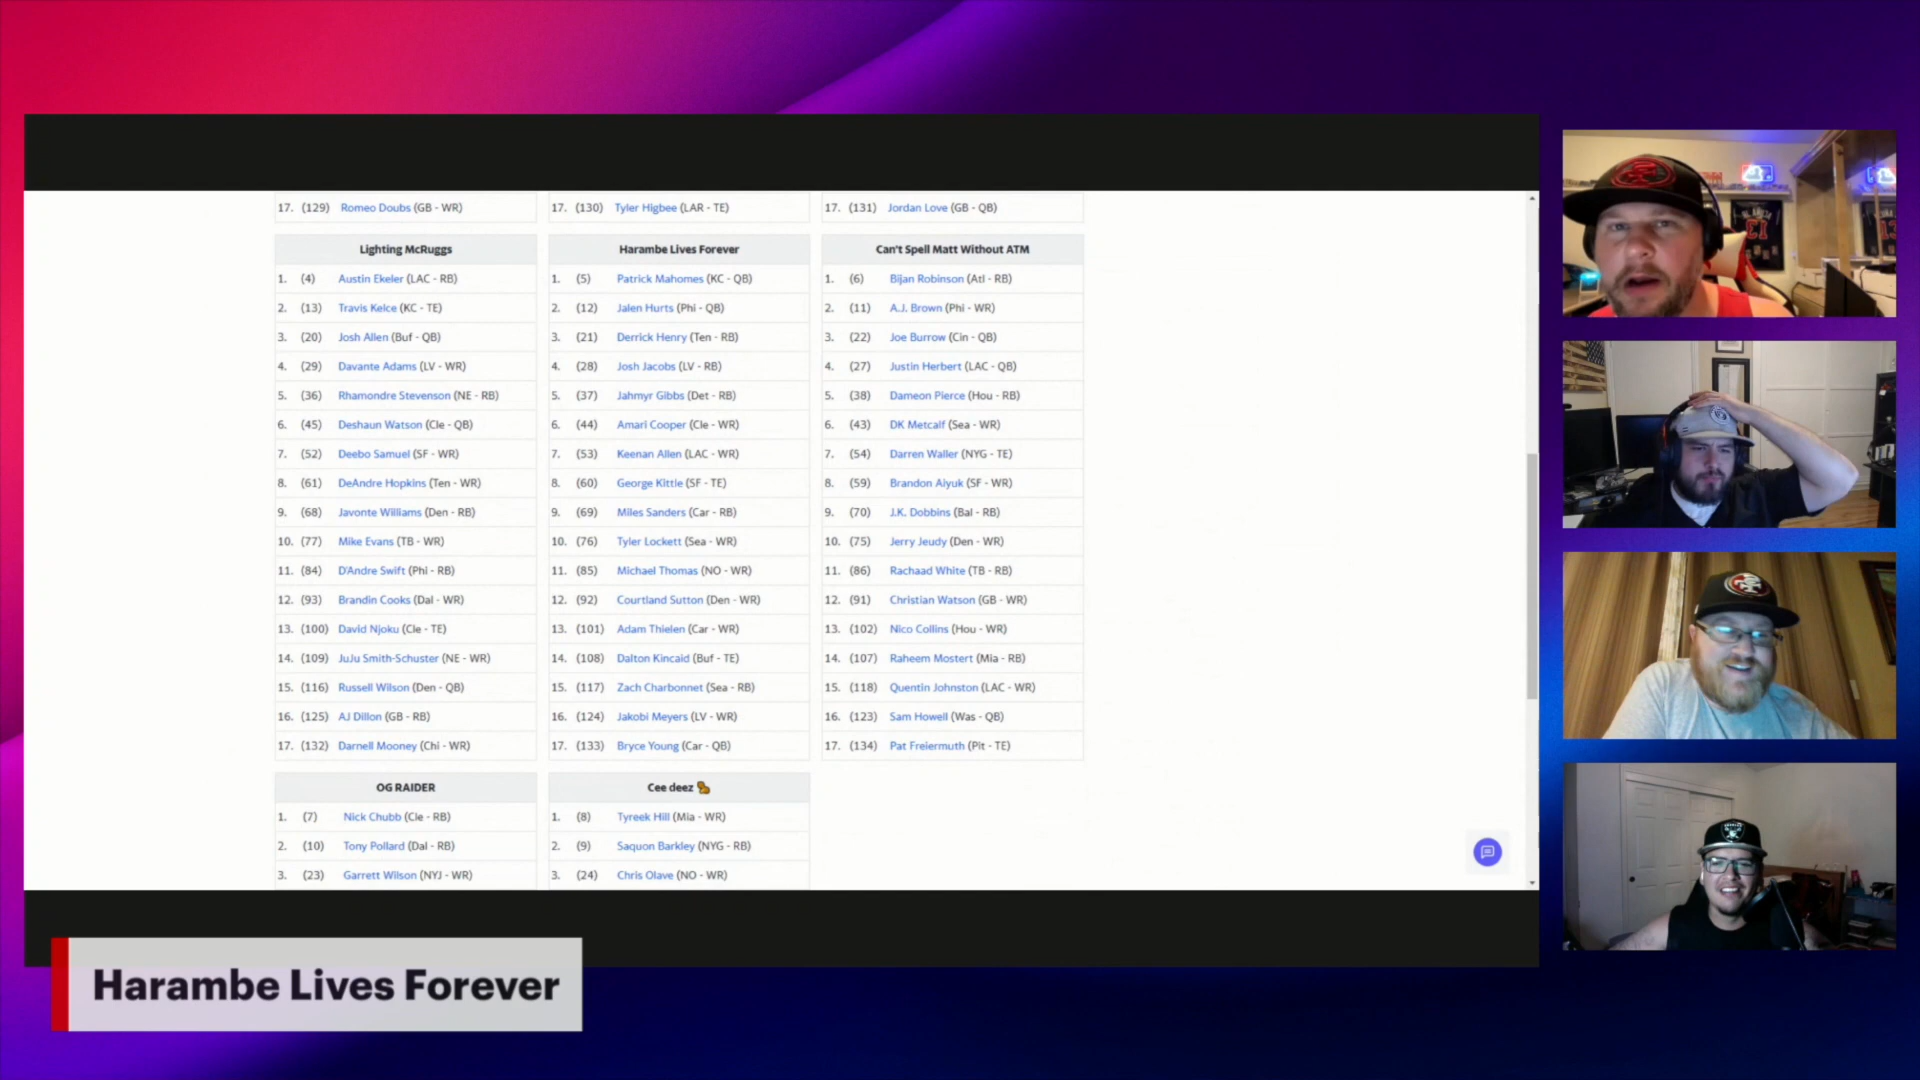 17. (129) Romeo Doubs (GB - WR)
17. (130) Tyler Higbee (LAR - TE)
17. (131) Jordan Love (GB - QB)
Lighting McRuggs
1. (4) Austin Ekeler (LAC - RB)
2. (13) Travis Kelce (KC - TE)
3. (20) Josh Allen (Buf - QB)
4. (29) Davante Adams (LV - WR)
5. (36) Rhamondre Stevenson (NE - RB)
6. (45) Deshaun Watson (Cle - QB)
7. (52) Deebo Samuel (SF - WR)
8. (61) DeAndre Hopkins (Ten - WR)
9. (68) Javonte Williams (Den - RB)
10. (77) Mike Evans (TB - WR)
11. (84) D'Andre Swift (Phi - RB)
12. (93) Brandin Cooks (Dal - WR)
13. (100) David Njoku (Cle - TE)
14. (109) JuJu Smith-Schuster (NE - WR)
15. (116) Russell Wilson (Den - QB)
16. (125) AJ Dillon (GB - RB)
17. (132) Darnell Mooney (Chi - WR)
Harambe Lives Forever
1. (5) Patrick Mahomes (KC - QB)
2. (12) Jalen Hurts (Phi - QB)
3. (21) Derrick Henry (Ten - RB)
4. (28) Josh Jacobs (LV - RB)
5. (37) Jahmyr Gibbs (Det - RB)
6. (44) Amari Cooper (Cle - WR)
7. (53) Keenan Allen (LAC - WR)
8. (60) George Kittle (SF - TE)
9. (69) Miles Sanders (Car - RB)
10. (76) Tyler Lockett (Sea - WR)
11. (85) Michael Thomas (NO - WR)
12. (92) Courtland Sutton (Den - WR)
13. (101) Adam Thielen (Car - WR)
14. (108) Dalton Kincaid (Buf - TE)
15. (117) Zach Charbonnet (Sea - RB)
16. (124) Jakobi Meyers (LV - WR)
17. (133) Bryce Young (Car - QB)
Can't Spell Matt Without ATM
1. (6) Bijan Robinson (Atl - RB)
2. (11) A.J. Brown (Phi - WR)
3. (22) Joe Burrow (Cin - QB)
4. (27) Justin Herbert (LAC - QB)
5. (38) Dameon Pierce (Hou - RB)
6. (43) DK Metcalf (Sea - WR)
7. (54) Darren Waller (NYG - TE)
8. (59) Brandon Aiyuk (SF - WR)
9. (70) J.K. Dobbins (Bal - RB)
10. (75) Jerry Jeudy (Den - WR)
11. (86) Rachaad White (TB - RB)
12. (91) Christian Watson (GB - WR)
13. (102) Nico Collins (Hou - WR)
14. (107) Raheem Mostert (Mia - RB)
15. (118) Quentin Johnston (LAC - WR)
16. (123) Sam Howell (Was - QB)
17. (134) Pat Freiermuth (Pit - TE)
OG RAIDER
1. (7) Nick Chubb (Cle - RB)
2. (10) Tony Pollard (Dal - RB)
3. (23) Garrett Wilson (NYJ - WR)
Cee deez
1. (8) Tyreek Hill (Mia - WR)
2. (9) Saquon Barkley (NYG - RB)
3. (24) Chris Olave (NO - WR)
Harambe Lives Forever